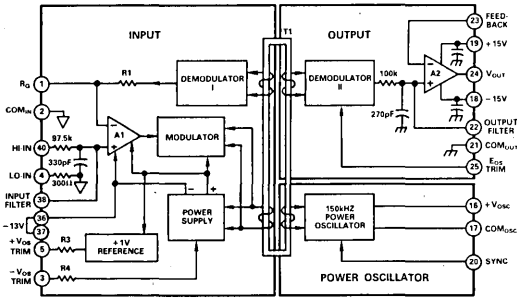 INPUT
T1
OUTPUT
23
FEED-
BACK
19
+15V
RG
1
R1
DEMODULATOR
I
DEMODULATOR
II
100k
A2
24
VOUT
18
-15V
COMIN
2
270pF
22
OUTPUT
FILTER
HI-IN
40
97.5k
A1
MODULATOR
21
COMOUT
330pF
LO-IN
4
300Ω
25
EOS
TRIM
INPUT
FILTER
38
-13V
36
37
POWER
SUPPLY
150kHZ
POWER
OSCILLATOR
16
+VOSC
+VOS
TRIM
5
R3
+1V
REFERENCE
17
COMOSC
-VOS
TRIM
3
R4
20
SYNC
POWER OSCILLATOR